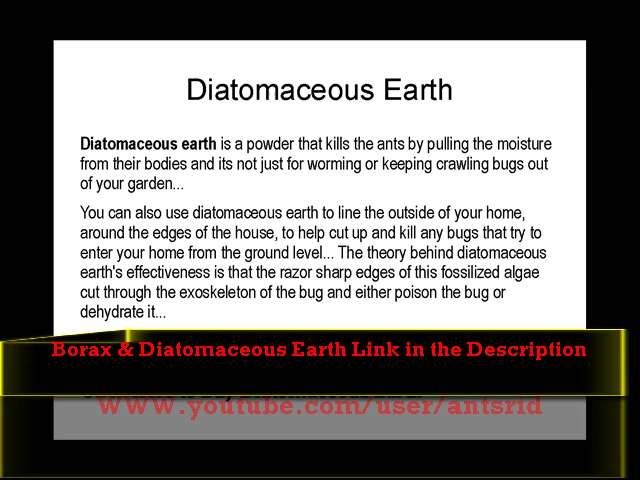 Diatomaceous Earth
Diatomaceous earth is a powder that kills the ants by pulling the moisture
from their bodies and its not just for worming or keeping crawling bugs out
of your garden...
You can also use diatomaceous earth to line the outside of your home,
around the edges of the house, to help cut up and kill any bugs that try to
enter your home from the ground level... The theory behind diatomaceous
earth's effectiveness is that the razor sharp edges of this fossilized algae
cut through the exoskeleton of the bug and either poison the bug or
dehydrate it...
Borax & Diatomaceous Earth Link in the Description
www.youtube.com/user/antsrid